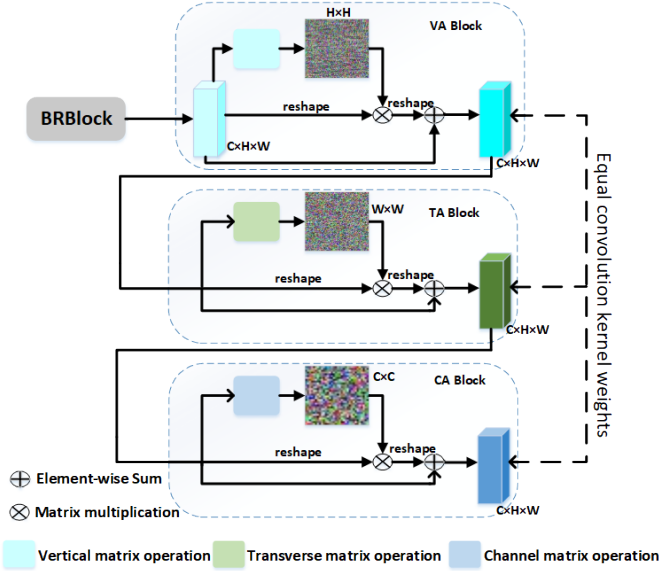 H×H
VA Block
BRBlock
reshape
reshape
C×H×W
C×H×W
W×W
TA Block
reshape
reshape
C×H×W
C×C
CA Block
reshape
reshape
C×H×W
Equal convolution kernel weights
Element-wise Sum
Matrix multiplication
Vertical matrix operation
Transverse matrix operation
Channel matrix operation